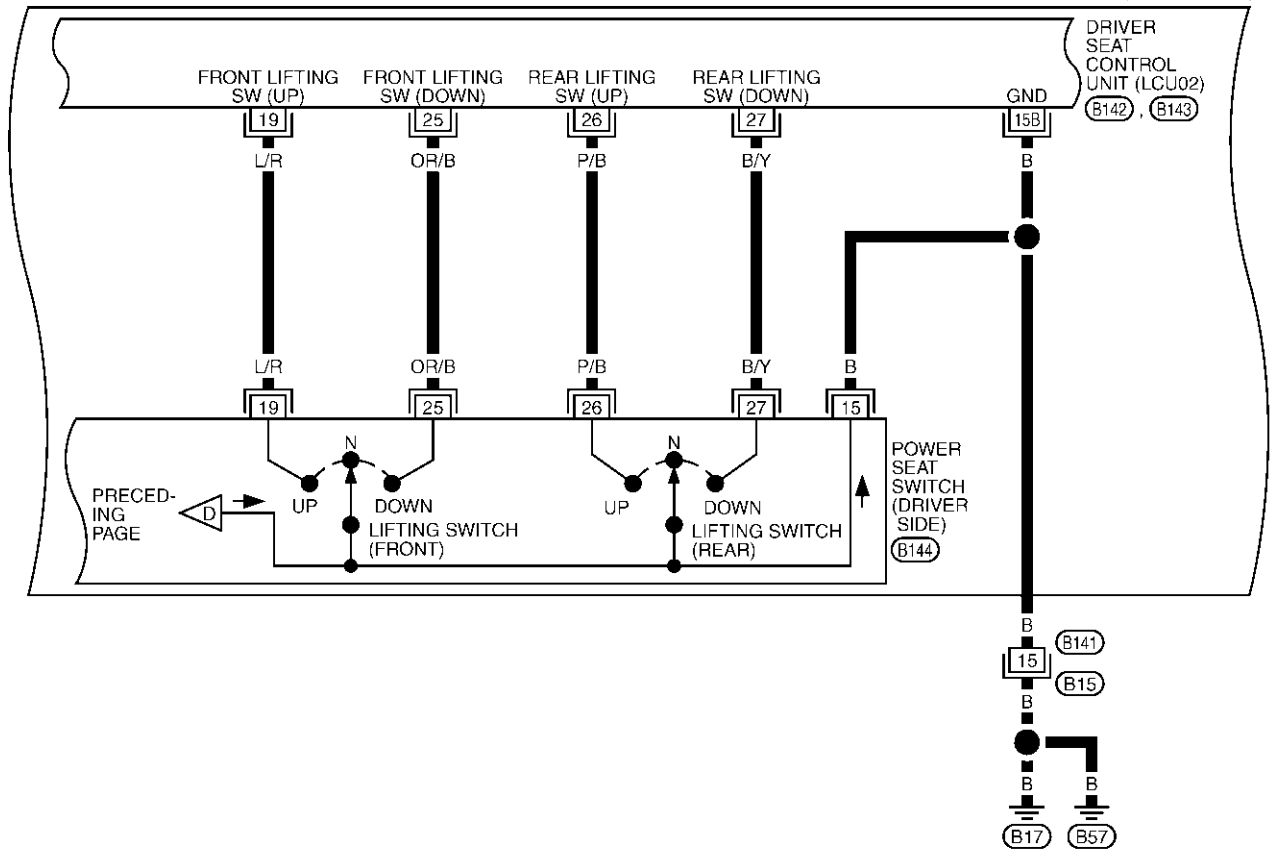 DRIVER
SEAT
CONTROL
UNIT (LCU02)
B142 , B143
FRONT LIFTING
SW (UP)
FRONT LIFTING
SW (DOWN)
REAR LIFTING
SW (UP)
REAR LIFTING
SW (DOWN)
GND
19 25 26 27 15B
L/R OR/B P/B B/Y B
L/R OR/B P/B B/Y B
19 25 26 27 15
N N
UP DOWN UP DOWN
PRECED-
ING
PAGE
D
LIFTING SWITCH
(FRONT)
LIFTING SWITCH
(REAR)
POWER
SEAT
SWITCH
(DRIVER
SIDE)
B144
B
B141
15
B15
B
B B
B17 B57